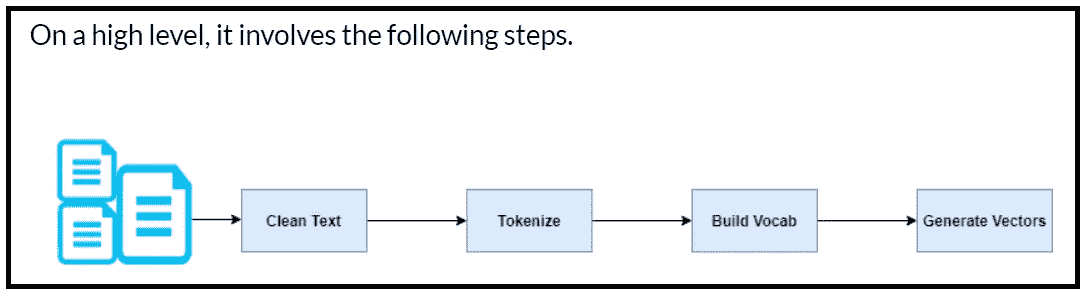 On a high level, it involves the following steps.
Clean Text
Tokenize
Build Vocab
Generate Vectors